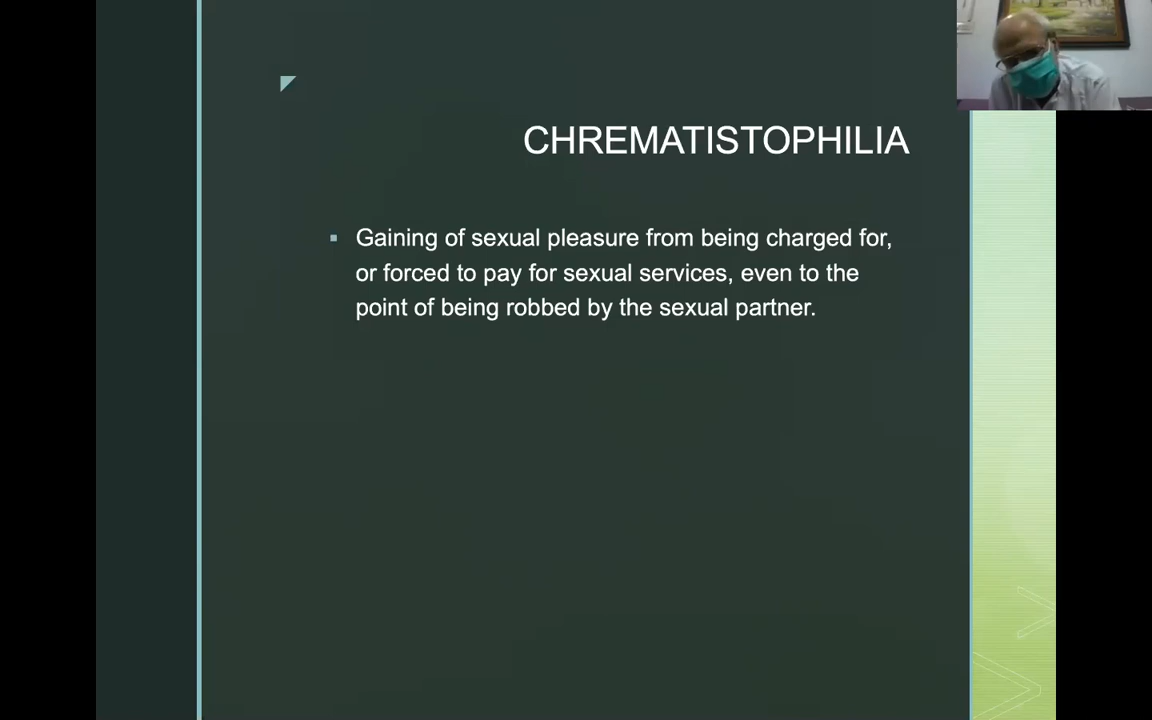 CHREMATISTOPHILIA
Gaining of sexual pleasure from being charged for,
or forced to pay for sexual services, even to the
point of being robbed by the sexual partner.